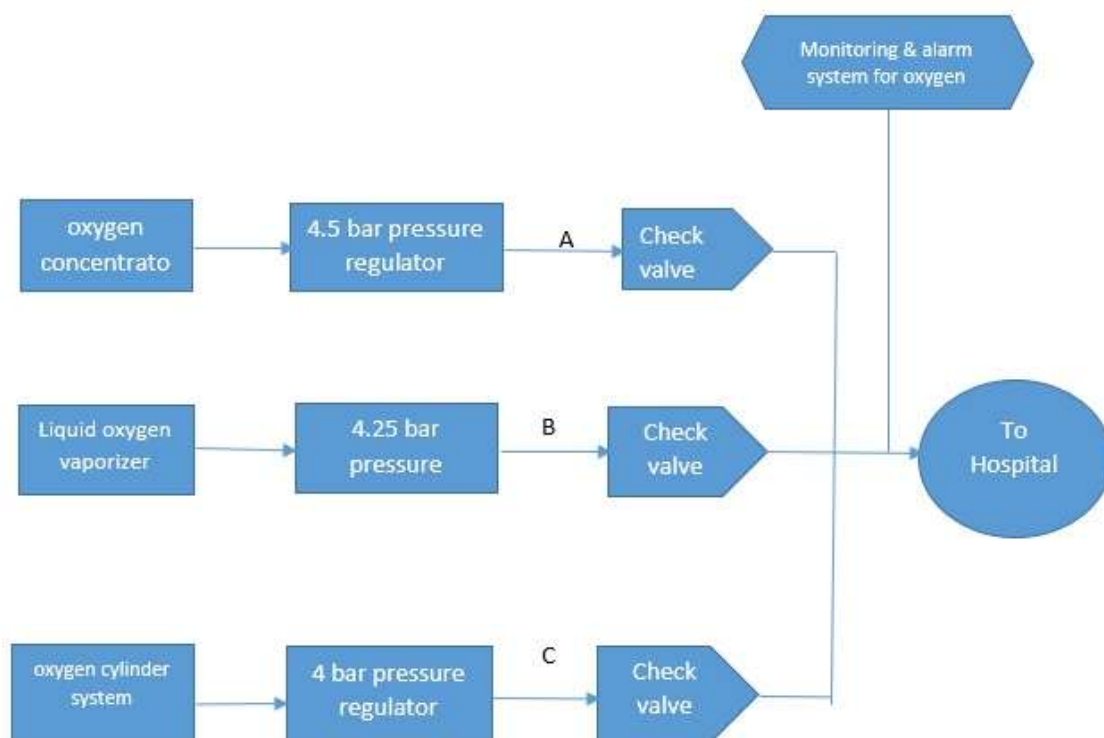 Monitoring & alarm
system for oxygen
oxygen
concentrato
4.5 bar pressure
regulator
A
Check
valve
Liquid oxygen
vaporizer
4.25 bar
pressure
B
Check
valve
To
Hospital
oxygen cylinder
system
4 bar pressure
regulator
C
Check
valve